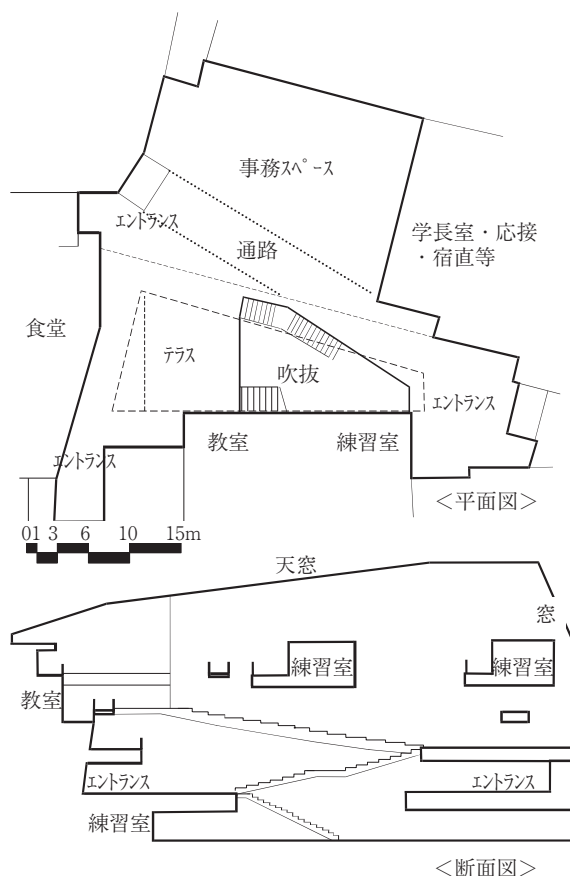 事務スペース
エントランス
通路
学長室・応接
・宿直等
食堂
テラス
吹抜
エントランス
教室
練習室
エントランス
<平面図>
01 3 6 10 15m
天窓
窓
練習室
練習室
教室
エントランス
エントランス
練習室
<断面図>